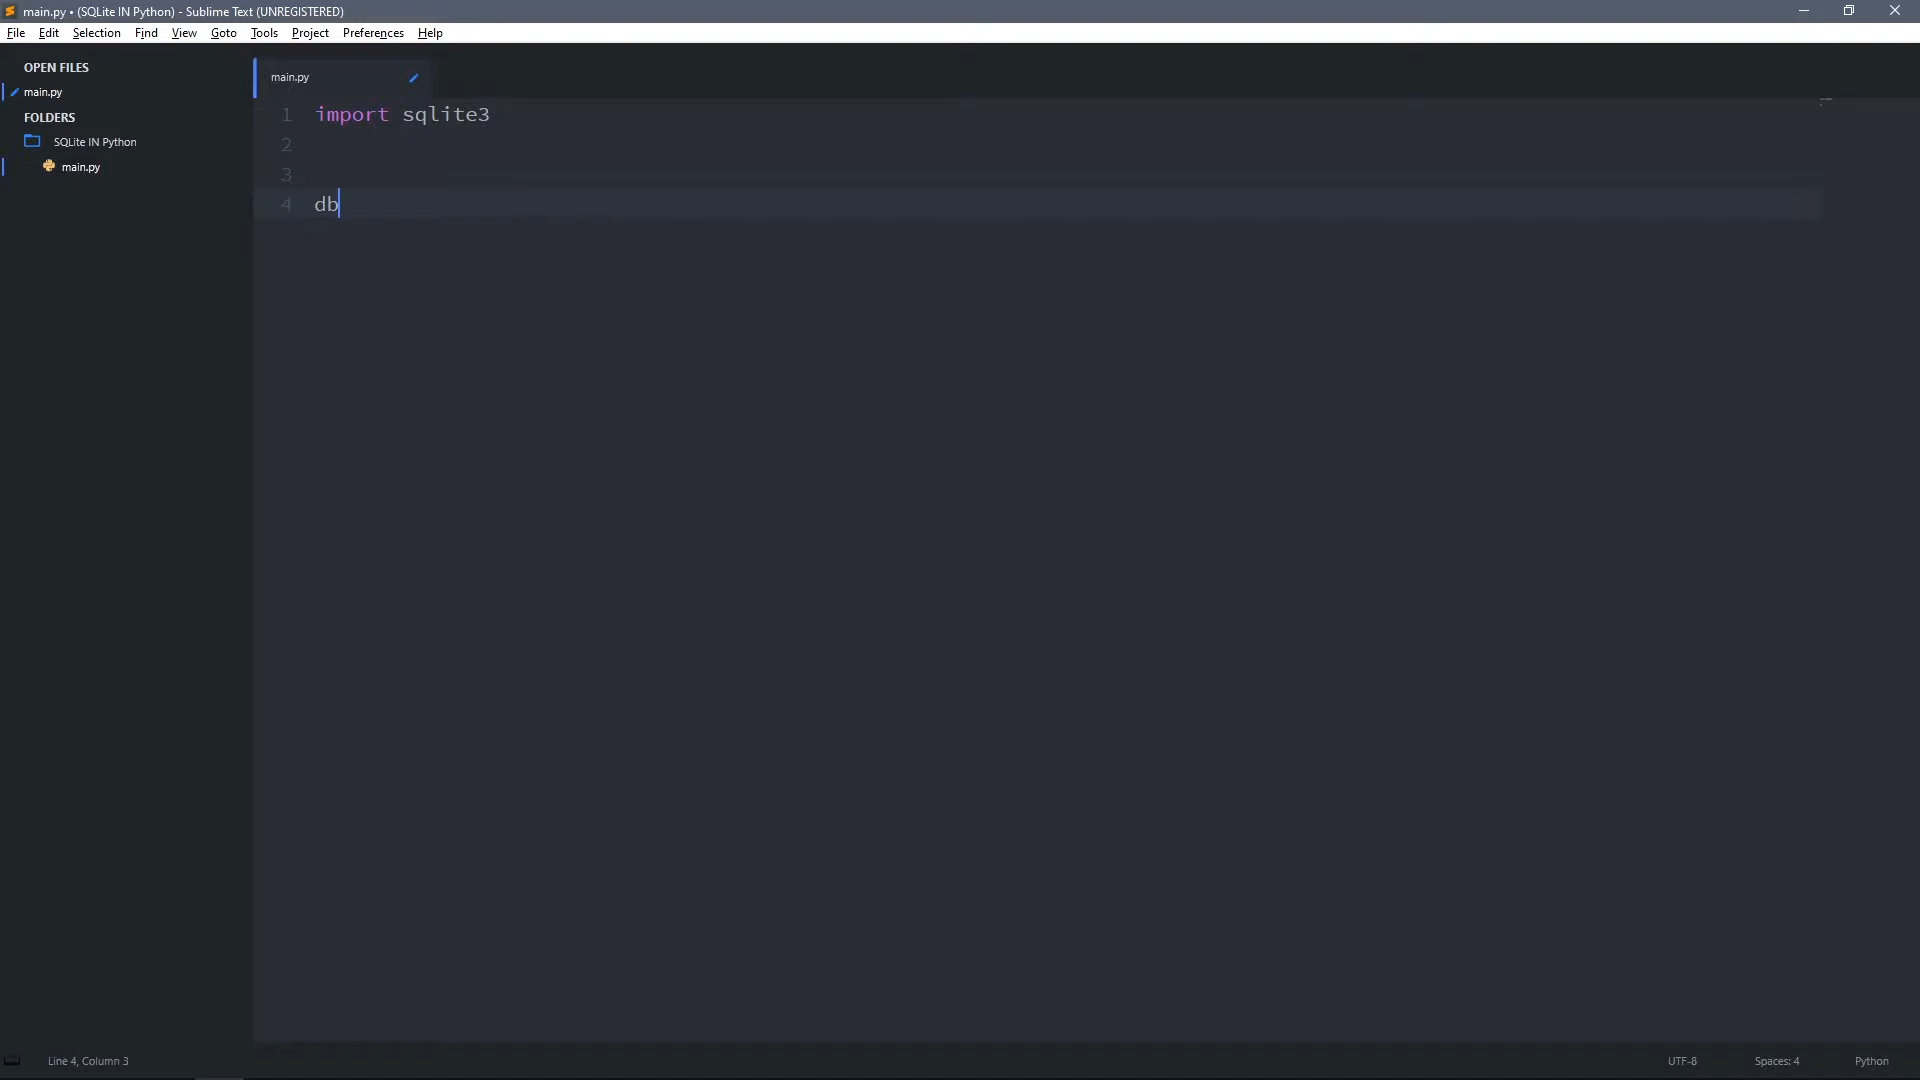 main.py • (SQLite IN Python) - Sublime Text (UNREGISTERED)
File Edit Selection Find View Goto Tools Project Preferences Help
OPEN FILES
main.py
FOLDERS
SQLite IN Python
main.py
main.py
1 import sqlite3
2
3
4 db
Line 4, Column 3
UTF-8 Spaces: 4 Python